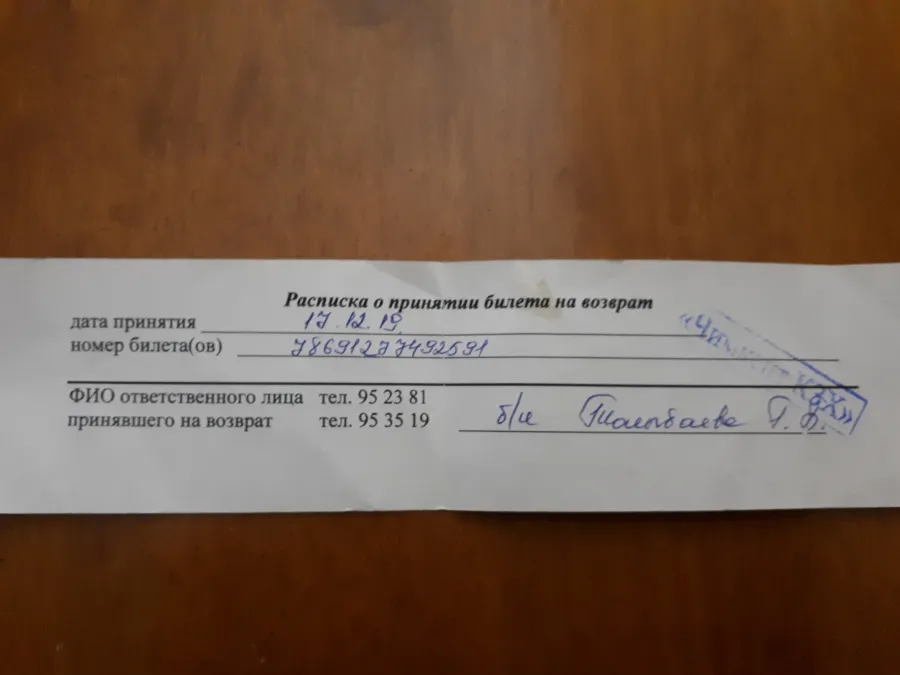 Расписка о принятии билета на возврат
дата принятия 17.12.19.
номер билета(ов) 78691277492591
ФИО ответственного лица тел. 95 23 81
принявшего на возврат тел. 95 35 19 б/к Г.